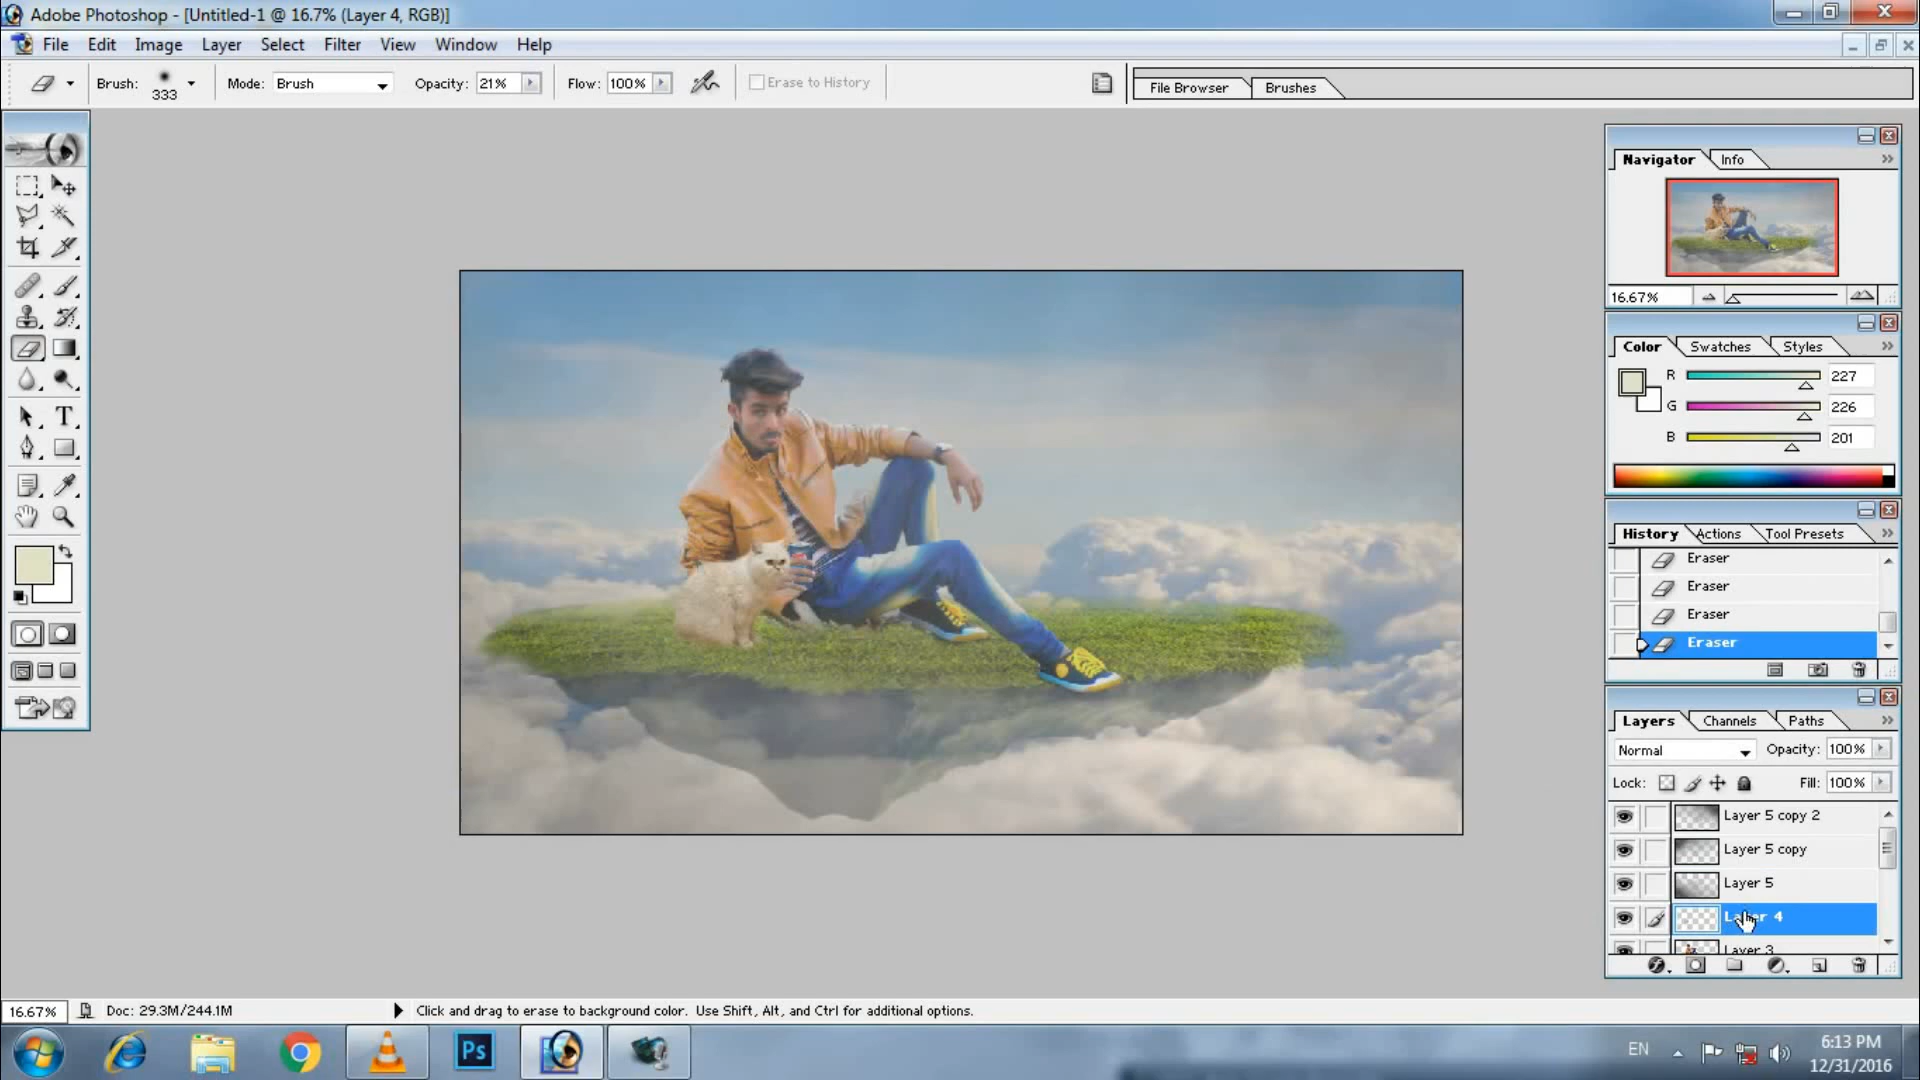 Adobe Photoshop - [Untitled-1 @ 16.7% (Layer 4, RGB)]
File Edit Image Layer Select Filter View Window Help
Brush: 333 Mode: Brush Opacity: 21% Flow: 100% Erase to History File Browser Brushes
Navigator Info
16.67%
Color Swatches Styles
R 227
G 226
B 201
History Actions Tool Presets
Eraser
Eraser
Eraser
Eraser
Layers Channels Paths
Normal Opacity: 100%
Lock: Fill: 100%
Layer 5 copy 2
Layer 5 copy
Layer 5
Layer 4
Layer 3
T
16.67% Doc: 29.3M/244.1M Click and drag to erase to background color. Use Shift, Alt, and Ctrl for additional options.
Ps
EN 6:13 PM
12/31/2016